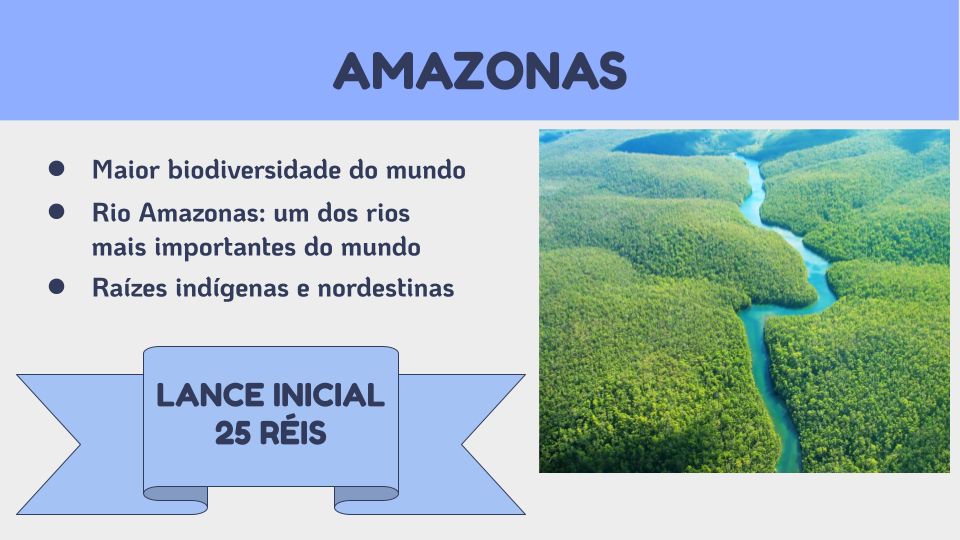 AMAZONAS
● Maior biodiversidade do mundo
● Rio Amazonas: um dos rios
mais importantes do mundo
● Raízes indígenas e nordestinas
LANCE INICIAL
25 RÉIS